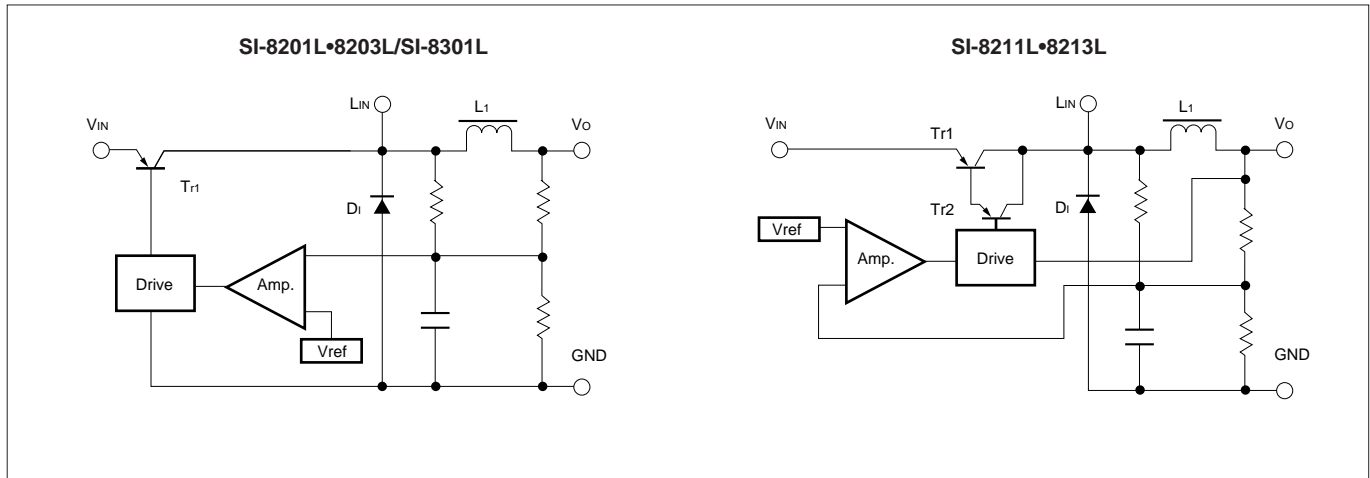 SI-8201L•8203L/SI-8301L
LIN
L1
VIN
VO
Tr1
DI
Drive
Amp.
Vref
GND
SI-8211L•8213L
LIN
L1
VIN
VO
Tr1
Tr2
DI
Vref
Amp.
Drive
GND